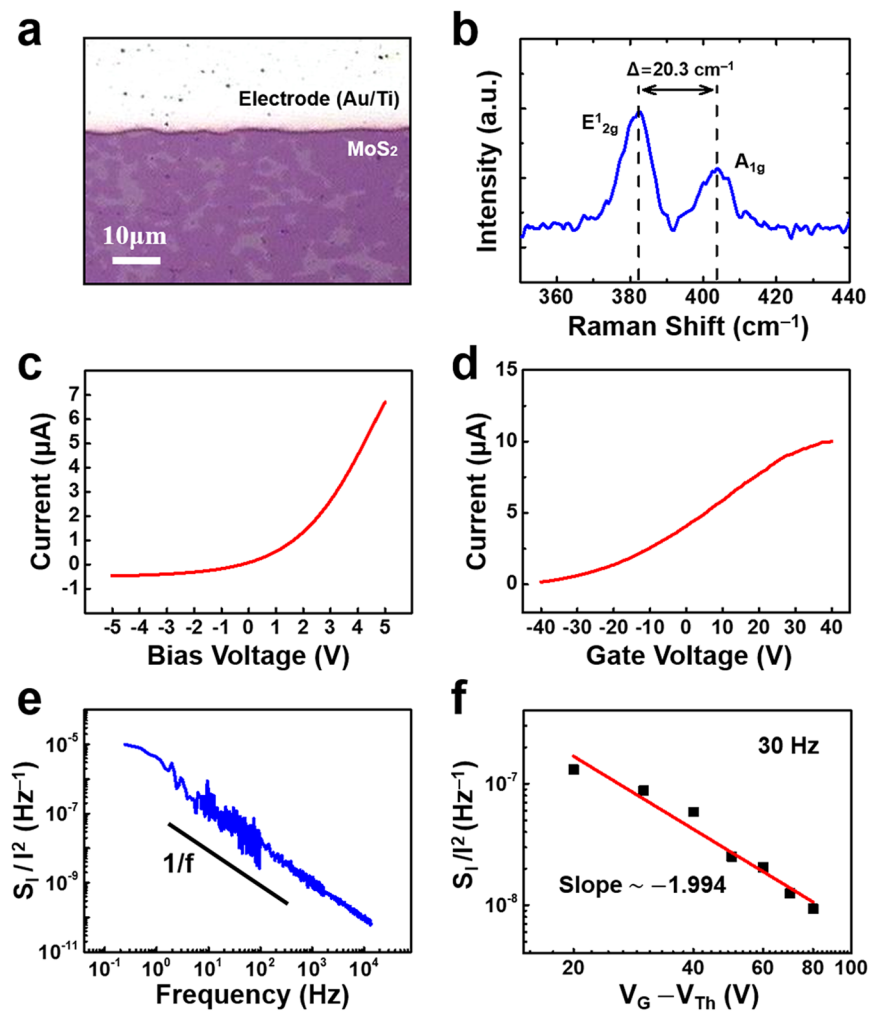 a
Electrode (Au/Ti)
MoS₂
10µm
b
Δ=20.3 cm⁻¹
E¹₂g
A₁g
Intensity (a.u.)
360 380 400 420 440
Raman Shift (cm⁻¹)
c
7
6
5
4
3
2
1
0
-1
Current (µA)
-5 -4 -3 -2 -1 0 1 2 3 4 5
Bias Voltage (V)
d
15
10
5
0
Current (µA)
-40 -30 -20 -10 0 10 20 30 40
Gate Voltage (V)
e
10⁻⁵
10⁻⁷
10⁻⁹
10⁻¹¹
S_I / I² (Hz⁻¹)
1/f
10⁻¹ 10⁰ 10¹ 10² 10³ 10⁴
Frequency (Hz)
f
30 Hz
10⁻⁷
10⁻⁸
S_I /I² (Hz⁻¹)
Slope ~ −1.994
20 40 60 80 100
V_G −V_Th (V)